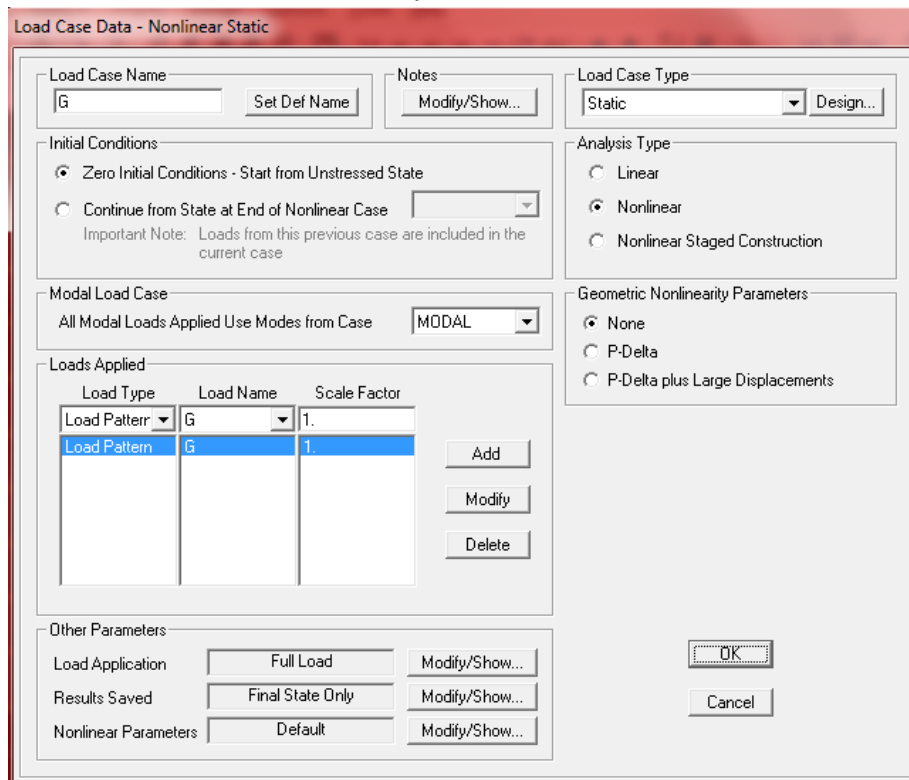 Load Case Data - Nonlinear Static
Load Case Name
G
Set Def Name
Notes
Modify/Show...
Load Case Type
Static
Design...
Initial Conditions
Zero Initial Conditions - Start from Unstressed State
Continue from State at End of Nonlinear Case
Important Note: Loads from this previous case are included in the
current case
Analysis Type
Linear
Nonlinear
Nonlinear Staged Construction
Modal Load Case
All Modal Loads Applied Use Modes from Case MODAL
Geometric Nonlinearity Parameters
None
P-Delta
P-Delta plus Large Displacements
Loads Applied
Load Type Load Name Scale Factor
Load Pattern G 1.
Load Pattern G 1.
Add
Modify
Delete
Other Parameters
Load Application Full Load Modify/Show...
Results Saved Final State Only Modify/Show...
Nonlinear Parameters Default Modify/Show...
OK
Cancel